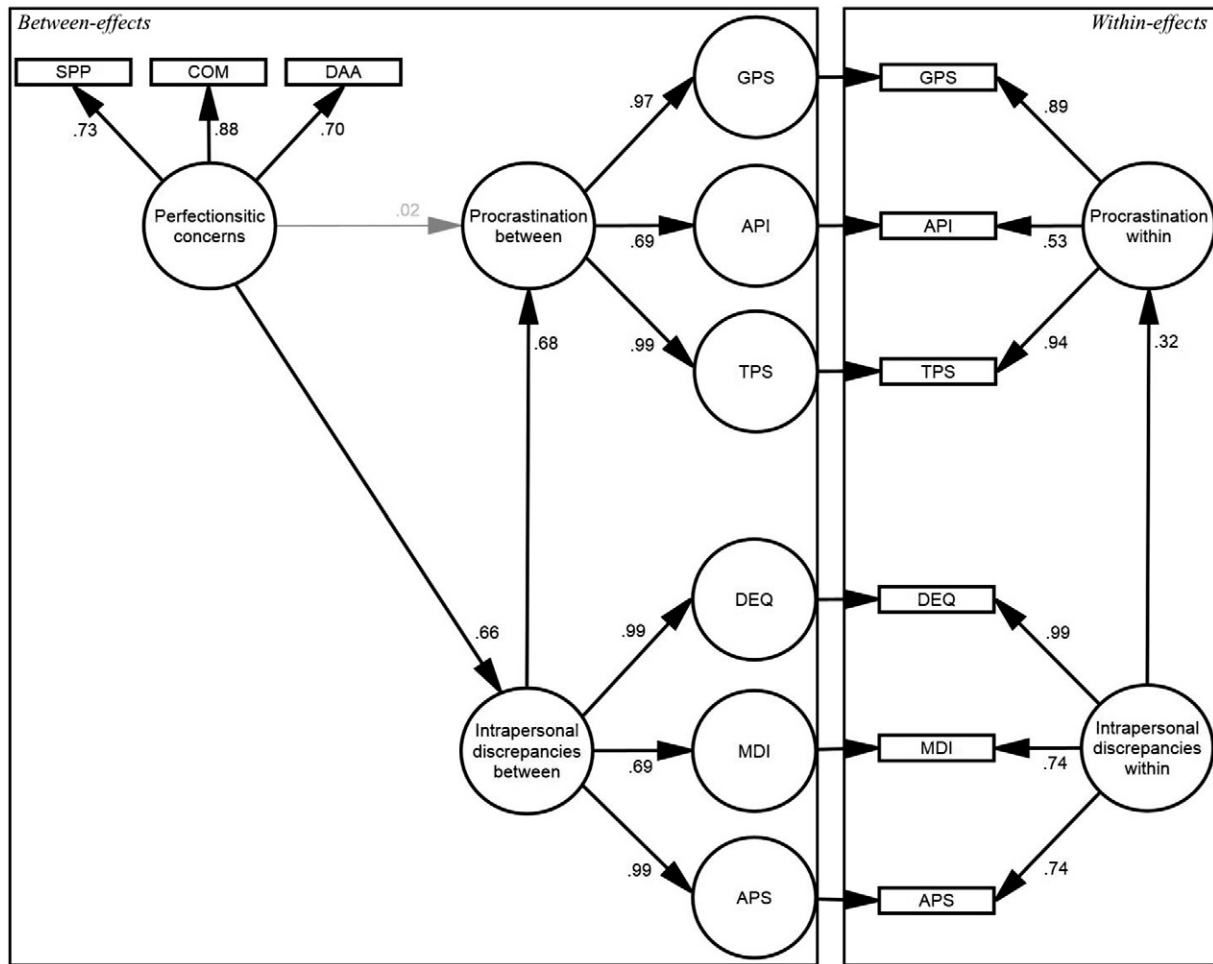 Between-effects
Within-effects
SPP
COM
DAA
GPS
GPS
.73
.88
.70
.97
.89
Perfectionsitic
concerns
.02
Procrastination
between
.69
API
API
.53
Procrastination
within
.99
TPS
TPS
.94
.68
.32
.66
.99
DEQ
DEQ
.99
Intrapersonal
discrepancies
between
.69
MDI
MDI
.74
Intrapersonal
discrepancies
within
.99
APS
APS
.74